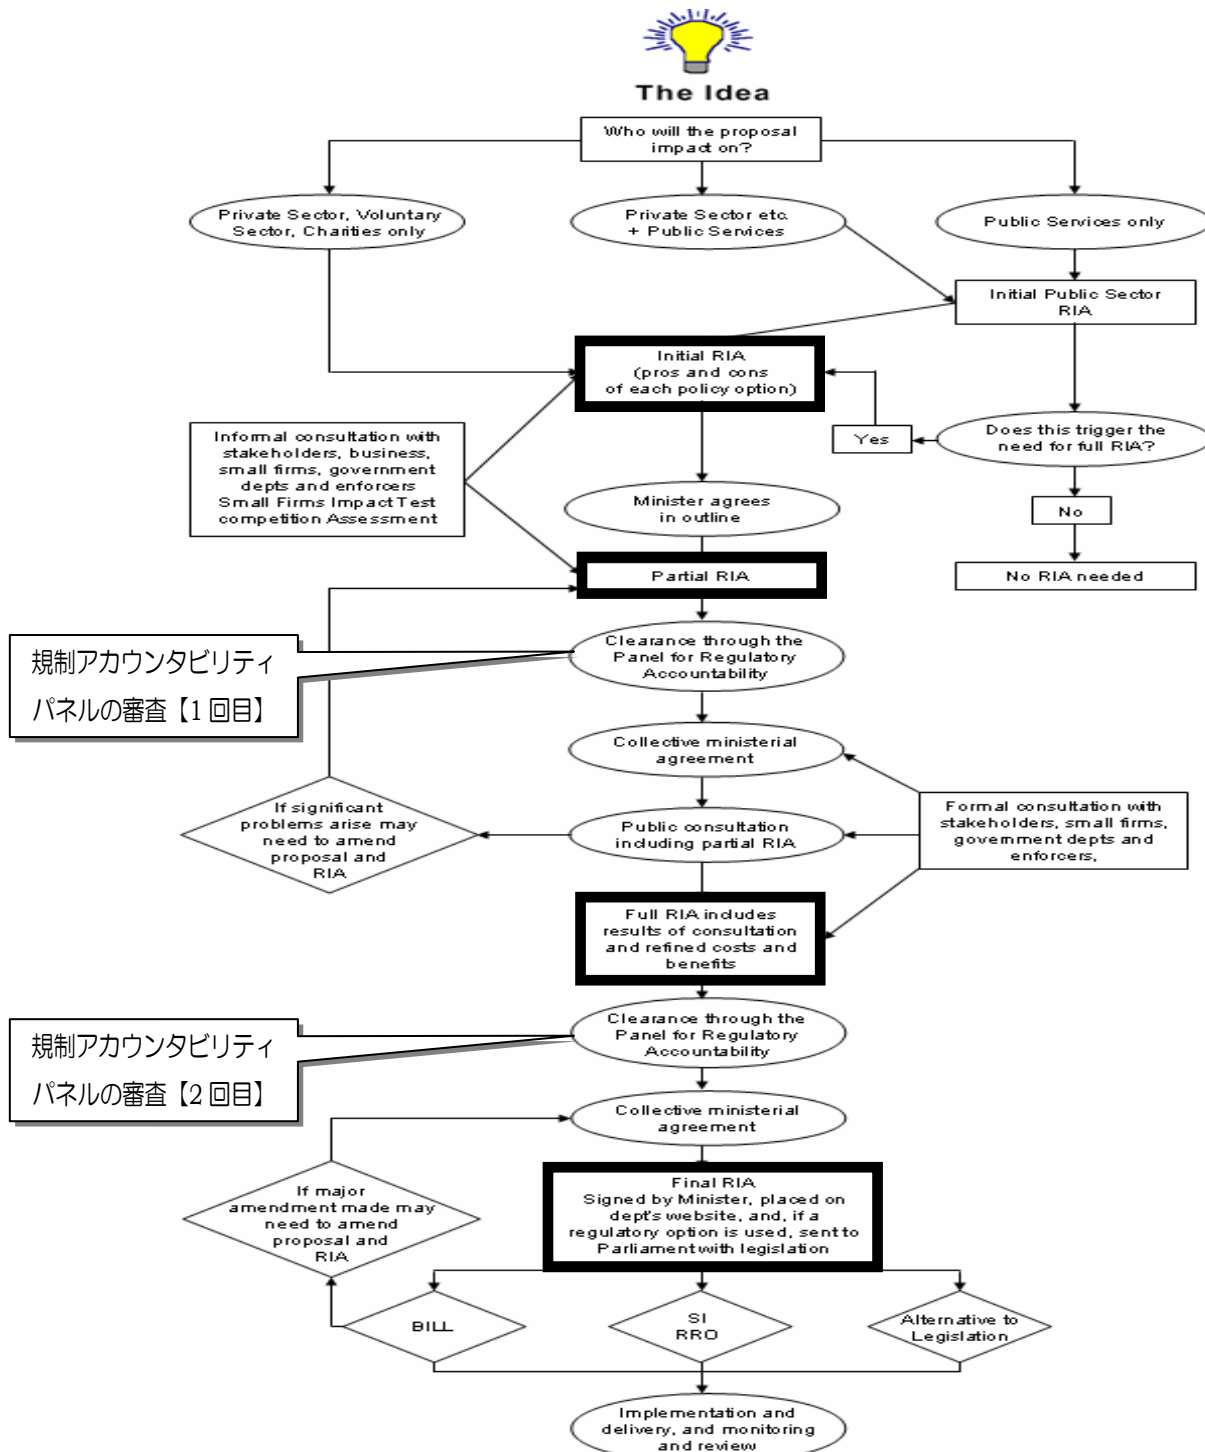 The Idea
Who will the proposal
impact on?
Private Sector, Voluntary
Sector, Charities only
Private Sector etc.
+ Public Services
Public Services only
Initial Public Sector
RIA
Initial RIA
(pros and cons
of each policy option)
Yes
Does this trigger the
need for full RIA?
Informal consultation with
stakeholders, business,
small firms, government
depts and enforcers
Small Firms Impact Test
competition Assessment
Minister agrees
in outline
No
Partial RIA
No RIA needed
規制アカウンタビリティ
パネルの審査【1回目】
Clearance through the
Panel for Regulatory
Accountability
Collective ministerial
agreement
If significant
problems arise may
need to amend
proposal and
RIA
Public consultation
including partial RIA
Formal consultation with
stakeholders, small firms,
government depts and
enforcers,
Full RIA includes
results of consultation
and refined costs and
benefits
規制アカウンタビリティ
パネルの審査【2回目】
Clearance through the
Panel for Regulatory
Accountability
Collective ministerial
agreement
If major
amendment made may
need to amend
proposal and
RIA
Final RIA
Signed by Minister, placed on
dept's website, and, if a
regulatory option is used, sent to
Parliament with legislation
BILL
SI
RRO
Alternative to
Legislation
Implementation and
delivery, and monitoring
and review